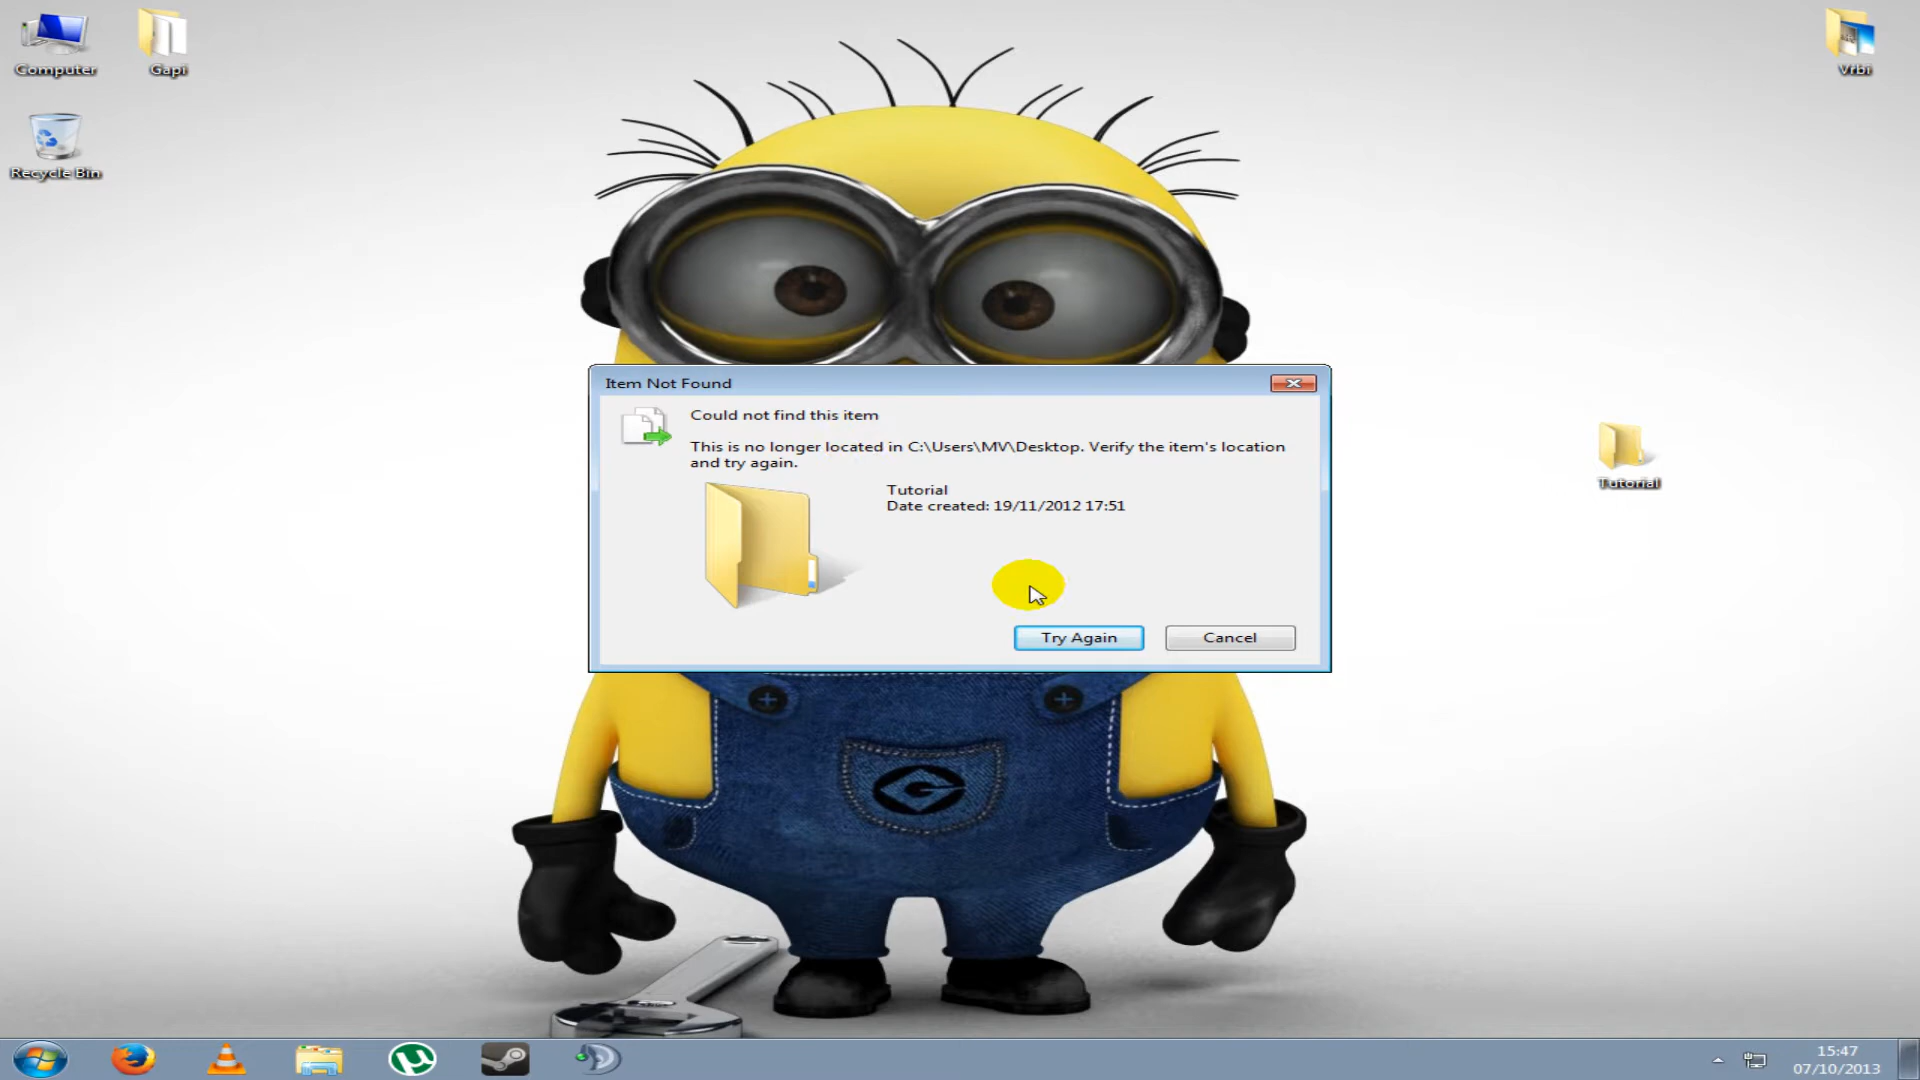 Computer
Gapi
Vrbi
Recycle Bin
Item Not Found
Could not find this item
This is no longer located in C:\Users\MV\Desktop. Verify the item's location
and try again.
Tutorial
Date created: 19/11/2012 17:51
Try Again
Cancel
Tutorial
15:47
07/10/2013